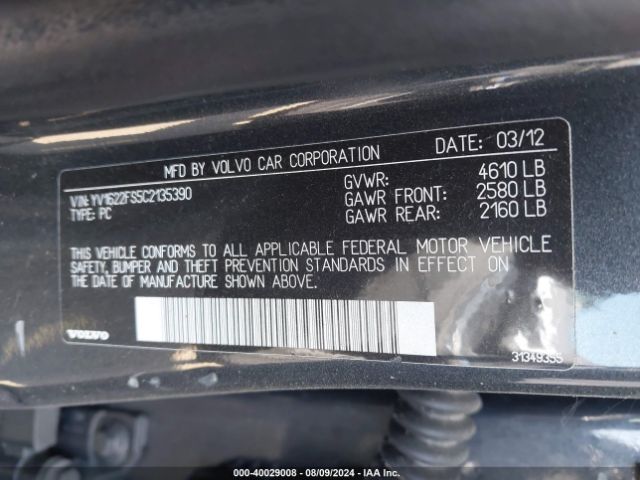 MFD BY VOLVO CAR CORPORATION DATE: 03/12
VIN: YV1622FS5C2135390
TYPE: PC
GVWR: 4610 LB
GAWR FRONT: 2580 LB
GAWR REAR: 2160 LB
THIS VEHICLE CONFORMS TO ALL APPLICABLE FEDERAL MOTOR VEHICLE
SAFETY, BUMPER AND THEFT PREVENTION STANDARDS IN EFFECT ON
THE DATE OF MANUFACTURE SHOWN ABOVE.
VOLVO
31349355
000-40029008 - 08/09/2024 - IAA Inc.